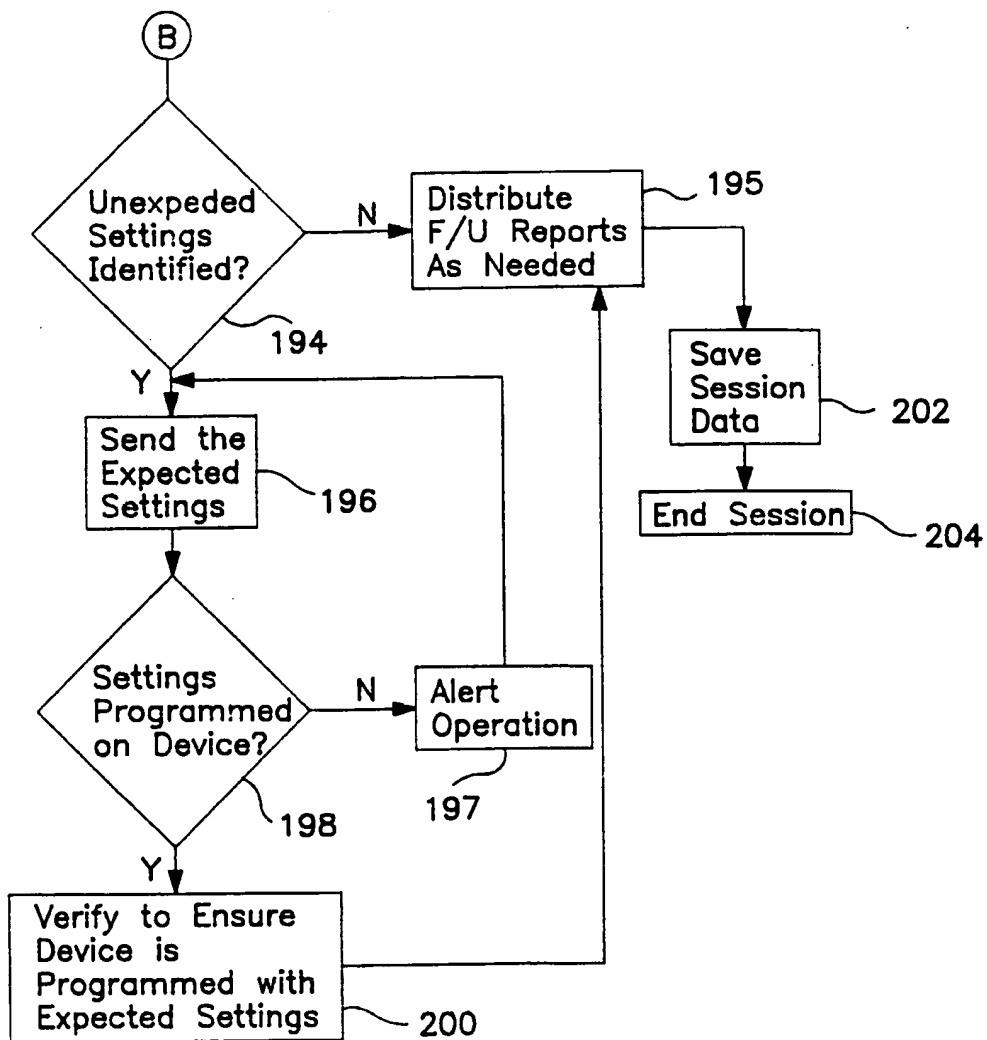 B
Unexpeded
Settings
Identified?
194
N
Distribute
F/U Reports
As Needed
195
Save
Session
Data
202
End Session
204
Y
Send the
Expected
Settings
196
Settings
Programmed
on Device?
198
N
Alert
Operation
197
Y
Verify to Ensure
Device is
Programmed with
Expected Settings
200